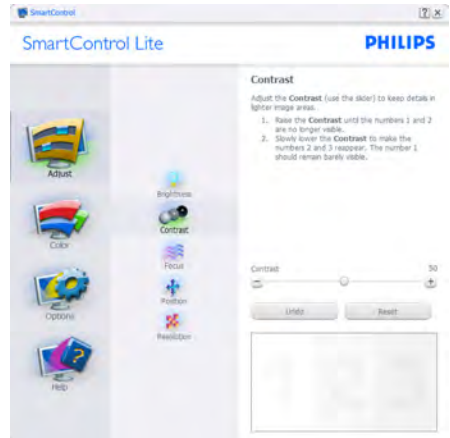 SmartControl
? x
SmartControl Lite
PHILIPS
Contrast
Adjust the Contrast (use the slider) to keep details in
lighter image areas.
1. Raise the Contrast until the numbers 1 and 2
are no longer visible.
2. Slowly lower the Contrast to make the
numbers 2 and 3 reappear. The number 1
should remain barely visible.
Adjust
Color
Options
Help
Brightness
Contrast
Focus
Position
Resolution
Contrast
50
Undo
Reset
1 2 3